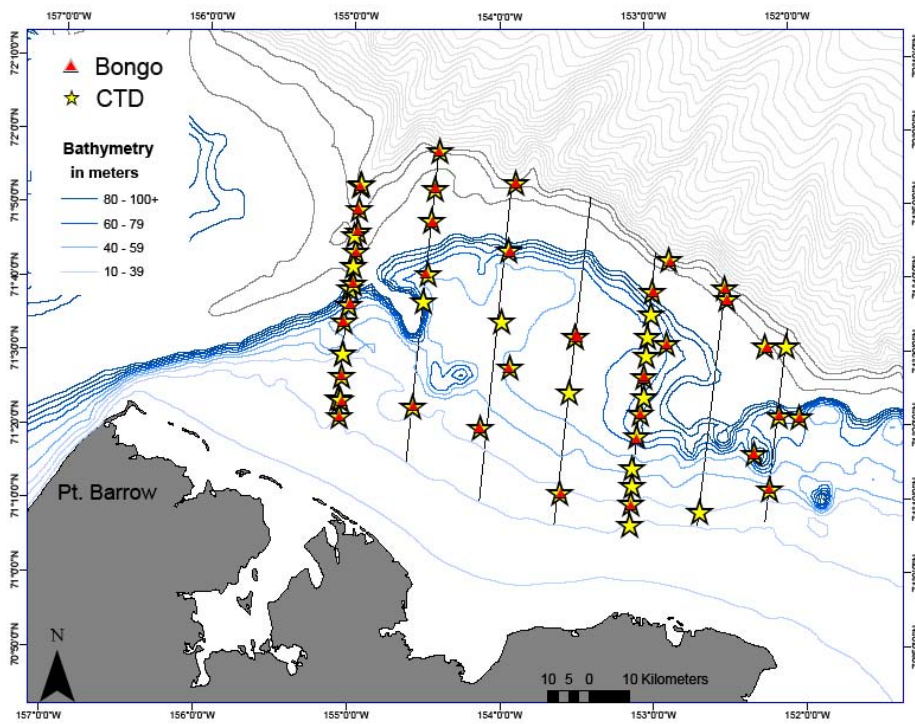 157°0'0"W
156°0'0"W
155°0'0"W
154°0'0"W
153°0'0"W
152°0'0"W
72°10'0"N
72°0'0"N
71°50'0"N
71°40'0"N
71°30'0"N
71°20'0"N
71°10'0"N
71°0'0"N
70°50'0"N
Bongo
CTD
Bathymetry
in meters
80 - 100+
60 - 79
40 - 59
10 - 39
Pt. Barrow
N
10 5 0 10 Kilometers
157°0'0"W
156°0'0"W
155°0'0"W
154°0'0"W
153°0'0"W
152°0'0"W